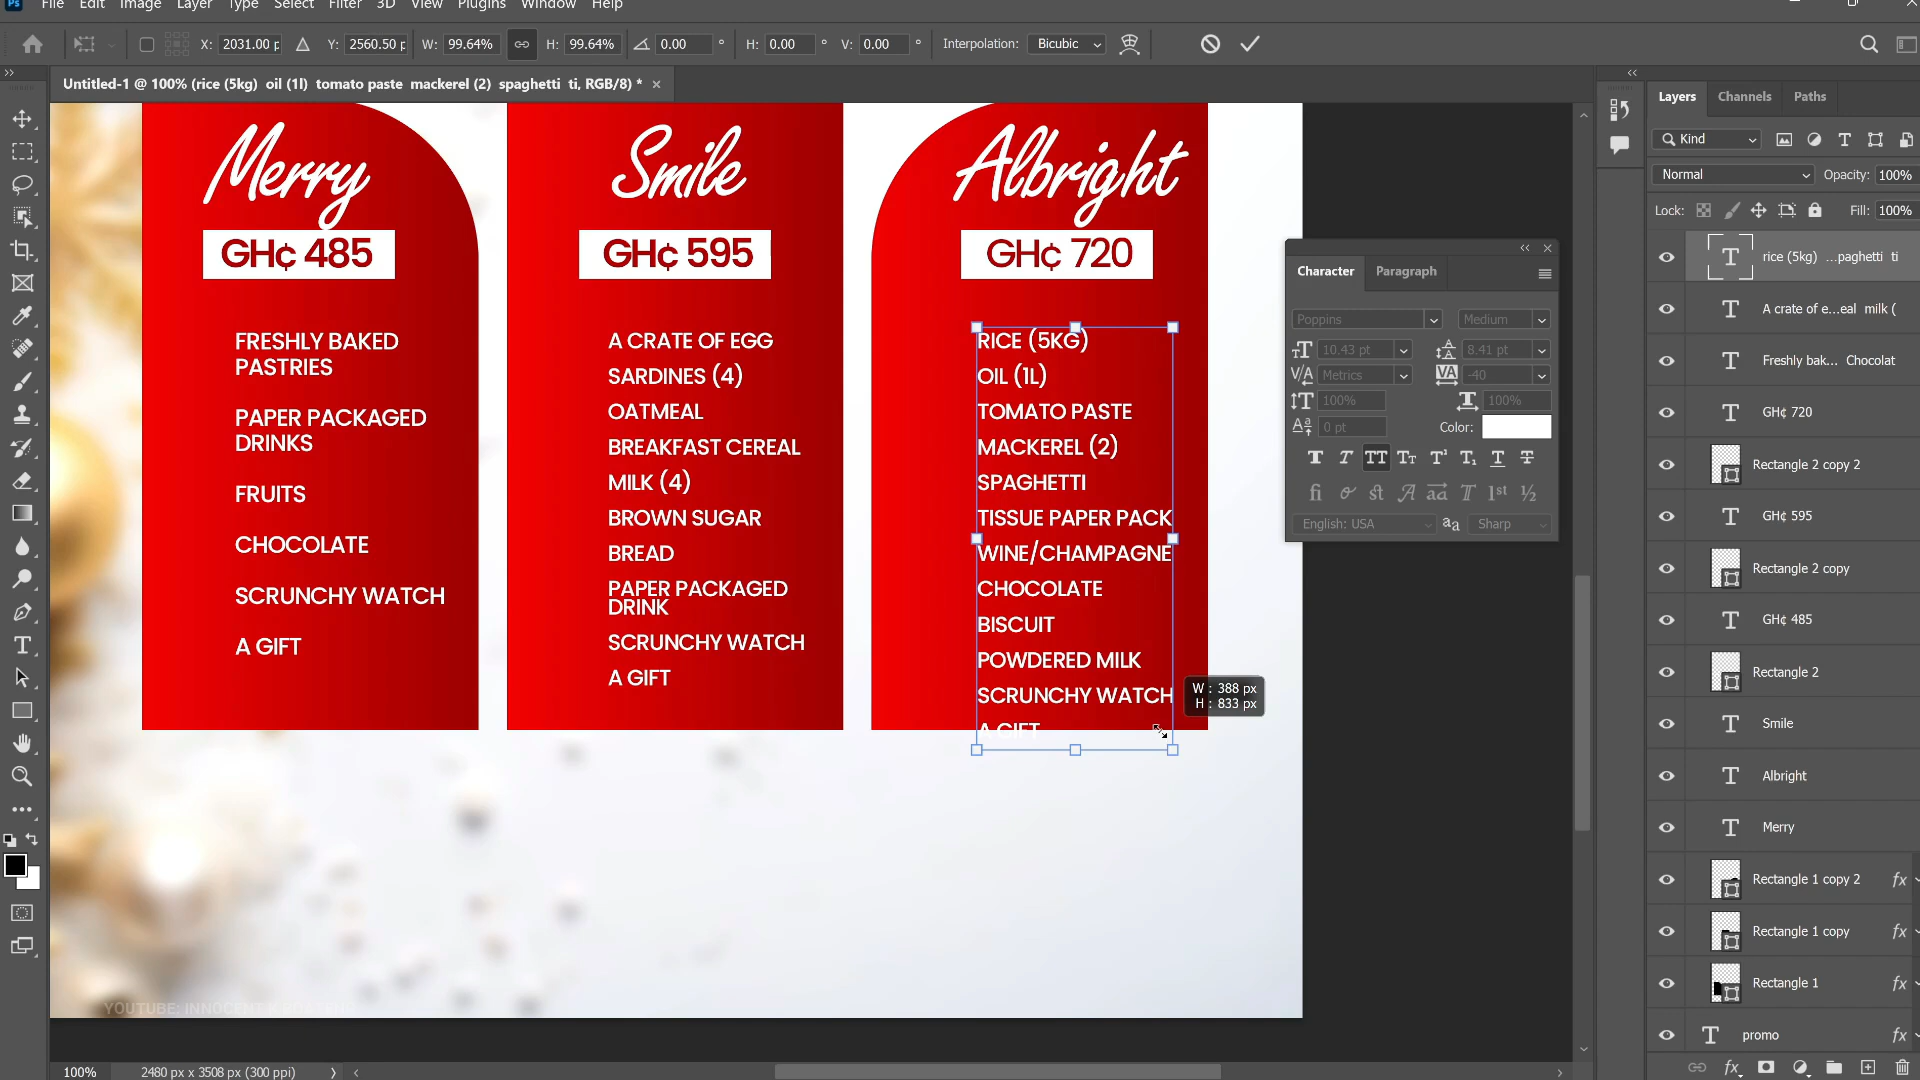 File Edit Image Layer Type Select Filter 3D View Plugins Window Help
X: 2031.00 p Y: 2560.50 p W: 99.64% H: 99.64% 0.00 ° H: 0.00 ° V: 0.00 ° Interpolation: Bicubic
Untitled-1 @ 100% (rice (5kg) oil (1l) tomato paste mackerel (2) spaghetti ti, RGB/8) * ×
Merry
GH¢ 485
FRESHLY BAKED
PASTRIES
PAPER PACKAGED
DRINKS
FRUITS
CHOCOLATE
SCRUNCHY WATCH
A GIFT
Smile
GH¢ 595
A CRATE OF EGG
SARDINES (4)
OATMEAL
BREAKFAST CEREAL
MILK (4)
BROWN SUGAR
BREAD
PAPER PACKAGED
DRINK
SCRUNCHY WATCH
A GIFT
Albright
GH¢ 720
RICE (5KG)
OIL (1L)
TOMATO PASTE
MACKEREL (2)
SPAGHETTI
TISSUE PAPER PACK
WINE/CHAMPAGNE
CHOCOLATE
BISCUIT
POWDERED MILK
SCRUNCHY WATCH
A GIFT
W : 388 px
H : 833 px
Character Paragraph
Poppins Medium
10.43 pt 8.41 pt
Metrics -40
100% 100%
0 pt Color:
English: USA Sharp
Layers Channels Paths
Kind
Normal Opacity: 100%
Lock: Fill: 100%
rice (5kg) ...paghetti ti
A crate of e...eal milk (
Freshly bak... Chocolat
GH¢ 720
Rectangle 2 copy 2
GH¢ 595
Rectangle 2 copy
GH¢ 485
Rectangle 2
Smile
Albright
Merry
Rectangle 1 copy 2 fx
Rectangle 1 copy fx
Rectangle 1 fx
promo fx
YOUTUBE: INNOCENT
100% 2480 px x 3508 px (300 ppi)